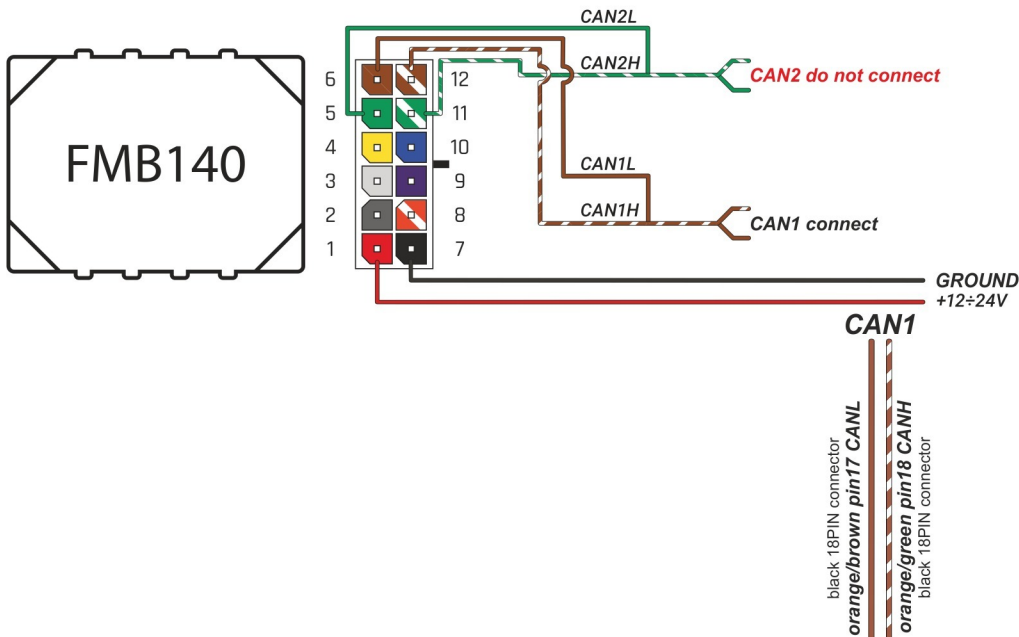 CAN2L
CAN2H
CAN2 do not connect
FMB140
6 12
5 11
4 10
3 9
2 8
1 7
CAN1L
CAN1H
CAN1 connect
GROUND
+12÷24V
CAN1
black 18PIN connector
orange/brown pin17 CANL
orange/green pin18 CANH
black 18PIN connector